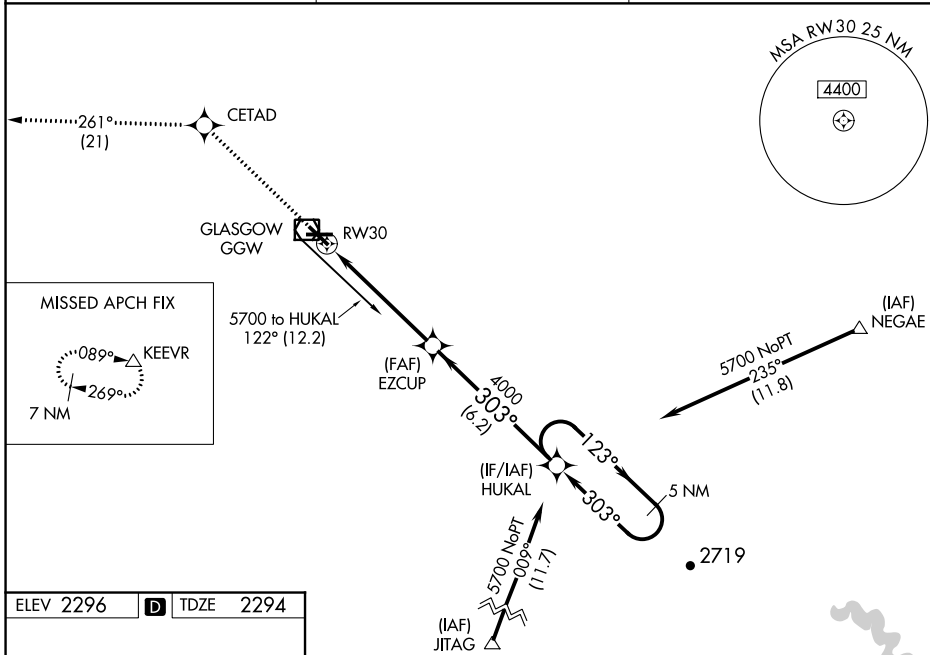 MSA RW30 25 NM
4400
261°
(21)
CETAD
GLASGOW
GGW
RW30
MISSED APCH FIX
089°
KEEVR
269°
7 NM
5700 to HUKAL
122° (12.2)
(IAF)
NEGAE
5700 NoPT
235°
(11.8)
(FAF)
EZCUP
4000
303°
(6.2)
(IF/IAF)
HUKAL
123°
303°
5 NM
2719
5700 NoPT
009°
(11.7)
(IAF)
JITAG
ELEV 2296 D TDZE 2294